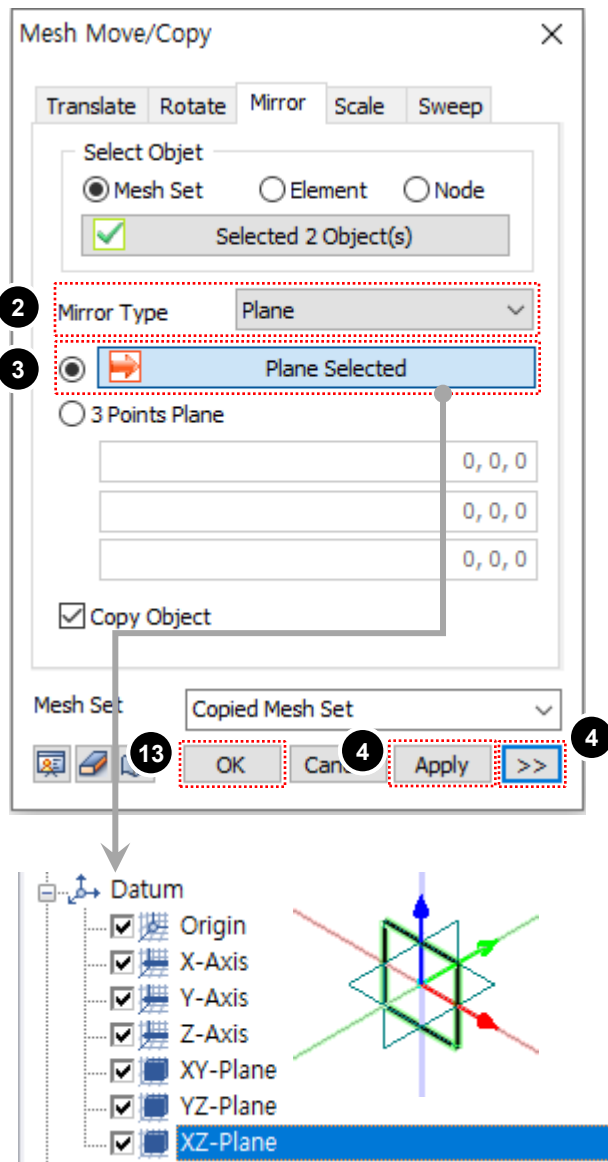 Mesh Move/Copy
Translate Rotate Mirror Scale Sweep
Select Objet
Mesh Set Element Node
Selected 2 Object(s)
2 Mirror Type Plane
3 Plane Selected
3 Points Plane
0, 0, 0
0, 0, 0
0, 0, 0
Copy Object
Mesh Set Copied Mesh Set
13 OK 4 Apply >> 4
Datum
Origin
X-Axis
Y-Axis
Z-Axis
XY-Plane
YZ-Plane
XZ-Plane